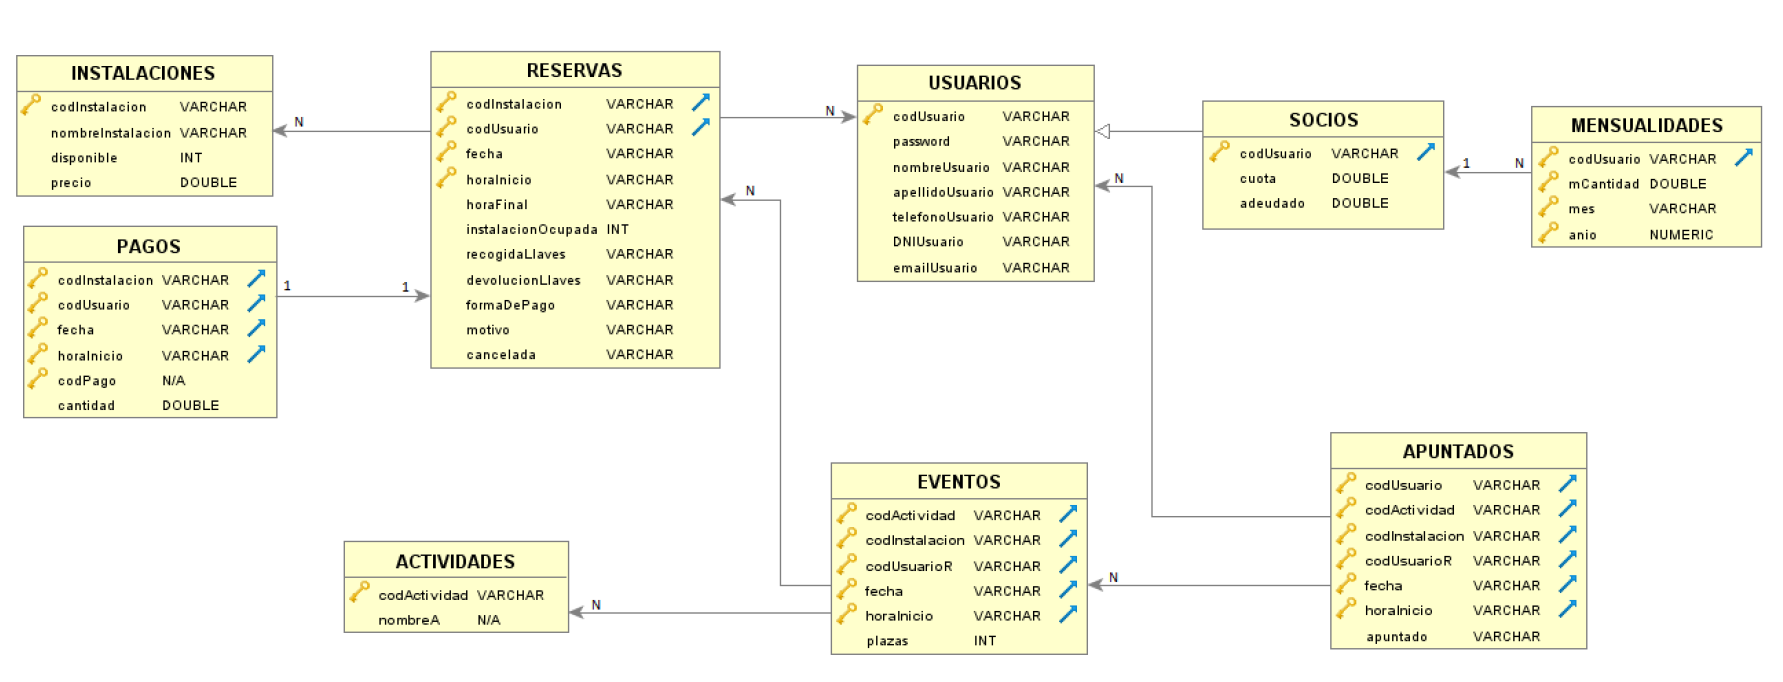 INSTALACIONES
codInstalacion VARCHAR
nombreInstalacion VARCHAR
disponible INT
precio DOUBLE
N
RESERVAS
codInstalacion VARCHAR
codUsuario VARCHAR
fecha VARCHAR
horaInicio VARCHAR
horaFinal VARCHAR
instalacionOcupada INT
recogidaLlaves VARCHAR
devolucionLlaves VARCHAR
formaDePago VARCHAR
motivo VARCHAR
cancelada VARCHAR
N
USUARIOS
codUsuario VARCHAR
password VARCHAR
nombreUsuario VARCHAR
apellidoUsuario VARCHAR
telefonoUsuario VARCHAR
DNIUsuario VARCHAR
emailUsuario VARCHAR
SOCIOS
codUsuario VARCHAR
cuota DOUBLE
adeudado DOUBLE
1 N
MENSUALIDADES
codUsuario VARCHAR
mCantidad DOUBLE
mes VARCHAR
anio NUMERIC
N
N
PAGOS
codInstalacion VARCHAR
codUsuario VARCHAR
fecha VARCHAR
horaInicio VARCHAR
codPago N/A
cantidad DOUBLE
1 1
ACTIVIDADES
codActividad VARCHAR
nombreA N/A
N
EVENTOS
codActividad VARCHAR
codInstalacion VARCHAR
codUsuarioR VARCHAR
fecha VARCHAR
horaInicio VARCHAR
plazas INT
N
APUNTADOS
codUsuario VARCHAR
codActividad VARCHAR
codInstalacion VARCHAR
codUsuarioR VARCHAR
fecha VARCHAR
horaInicio VARCHAR
apuntado VARCHAR